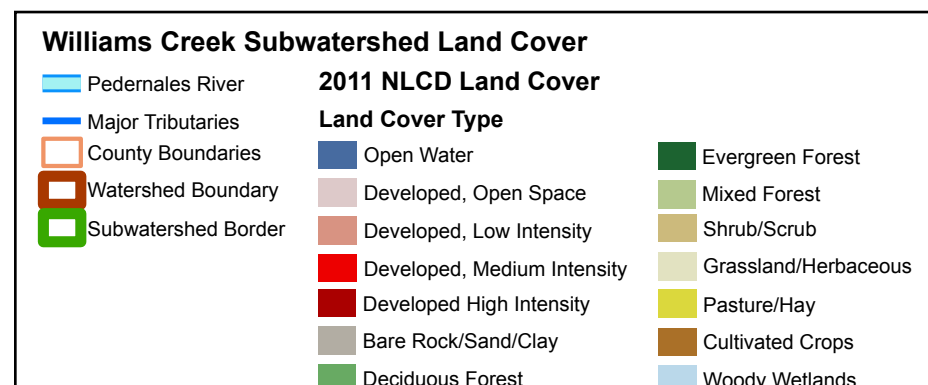 Williams Creek Subwatershed Land Cover
Pedernales River
Major Tributaries
County Boundaries
Watershed Boundary
Subwatershed Border
2011 NLCD Land Cover
Land Cover Type
Open Water
Developed, Open Space
Developed, Low Intensity
Developed, Medium Intensity
Developed High Intensity
Bare Rock/Sand/Clay
Deciduous Forest
Evergreen Forest
Mixed Forest
Shrub/Scrub
Grassland/Herbaceous
Pasture/Hay
Cultivated Crops
Woody Wetlands